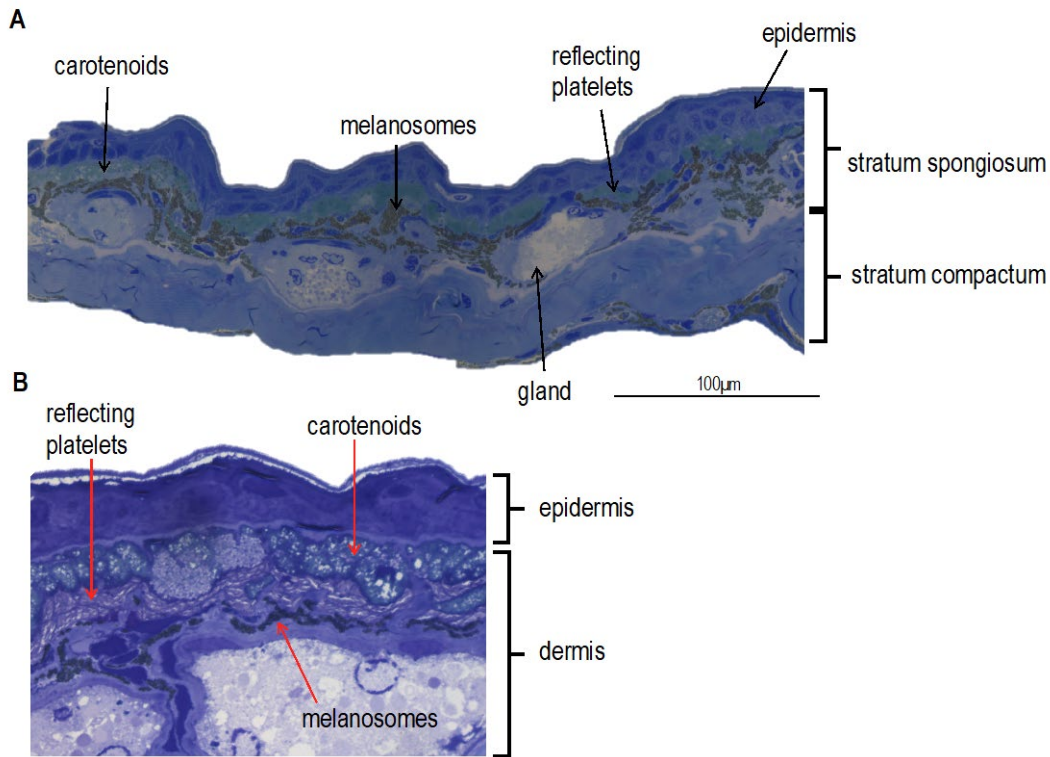 A
carotenoids
melanosomes
reflecting
platelets
epidermis
stratum spongiosum
stratum compactum
gland
100µm
B
reflecting
platelets
carotenoids
epidermis
dermis
melanosomes